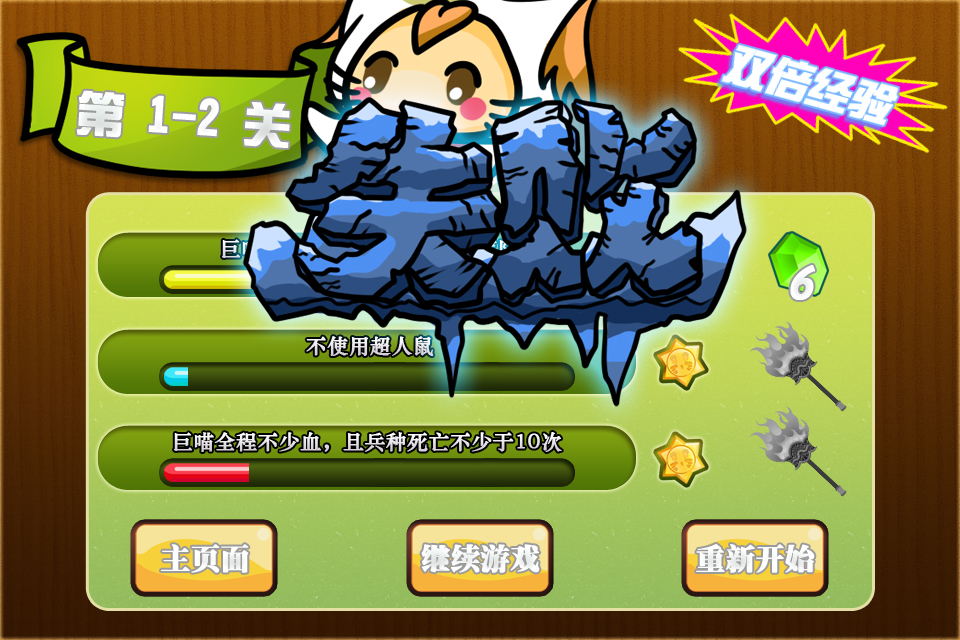 第 1-2 关
双倍经验
失败
巨
6
不使用超人鼠
巨喵全程不少血，且兵种死亡不少于10次
主页面
继续游戏
重新开始